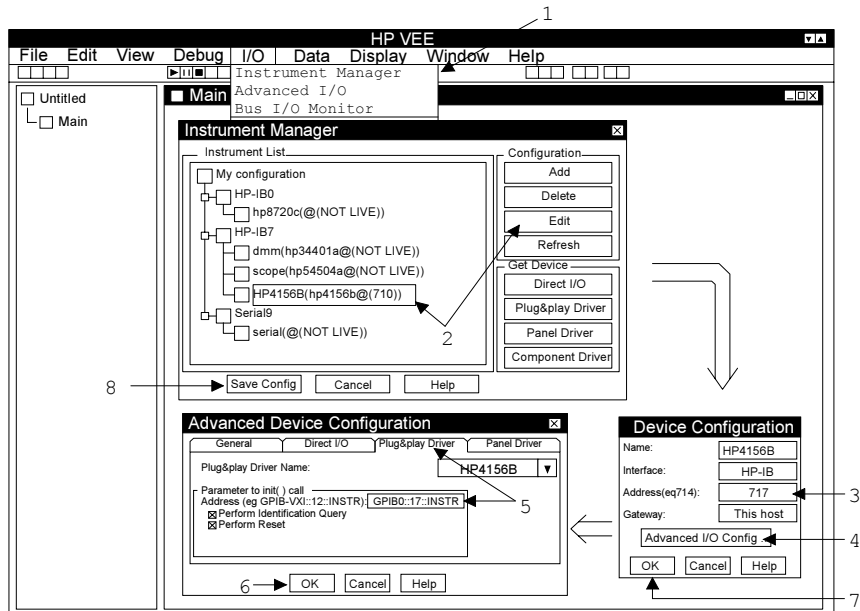 1
HP VEE
File Edit View Debug I/O Data Display Window Help
Instrument Manager
Advanced I/O
Bus I/O Monitor
Untitled
Main
Main
Instrument Manager
Instrument List
My configuration
HP-IB0
hp8720c(@(NOT LIVE))
HP-IB7
dmm(hp34401a@(NOT LIVE))
scope(hp54504a@(NOT LIVE))
HP4156B(hp4156b@(710))
Serial9
serial(@(NOT LIVE))
Configuration
Add
Delete
Edit
Refresh
Get Device
Direct I/O
Plug&play Driver
Panel Driver
Component Driver
2
8
Save Config Cancel Help
Advanced Device Configuration
General Direct I/O Plug&play Driver Panel Driver
Plug&play Driver Name: HP4156B
Parameter to init( ) call
Address (eg GPIB-VXI::12::INSTR): GPIB0::17::INSTR
Perform Identification Query
Perform Reset
5
6
OK Cancel Help
Device Configuration
Name: HP4156B
Interface: HP-IB
Address(eq714): 717
3
Gateway: This host
Advanced I/O Config ..
4
OK Cancel Help
7